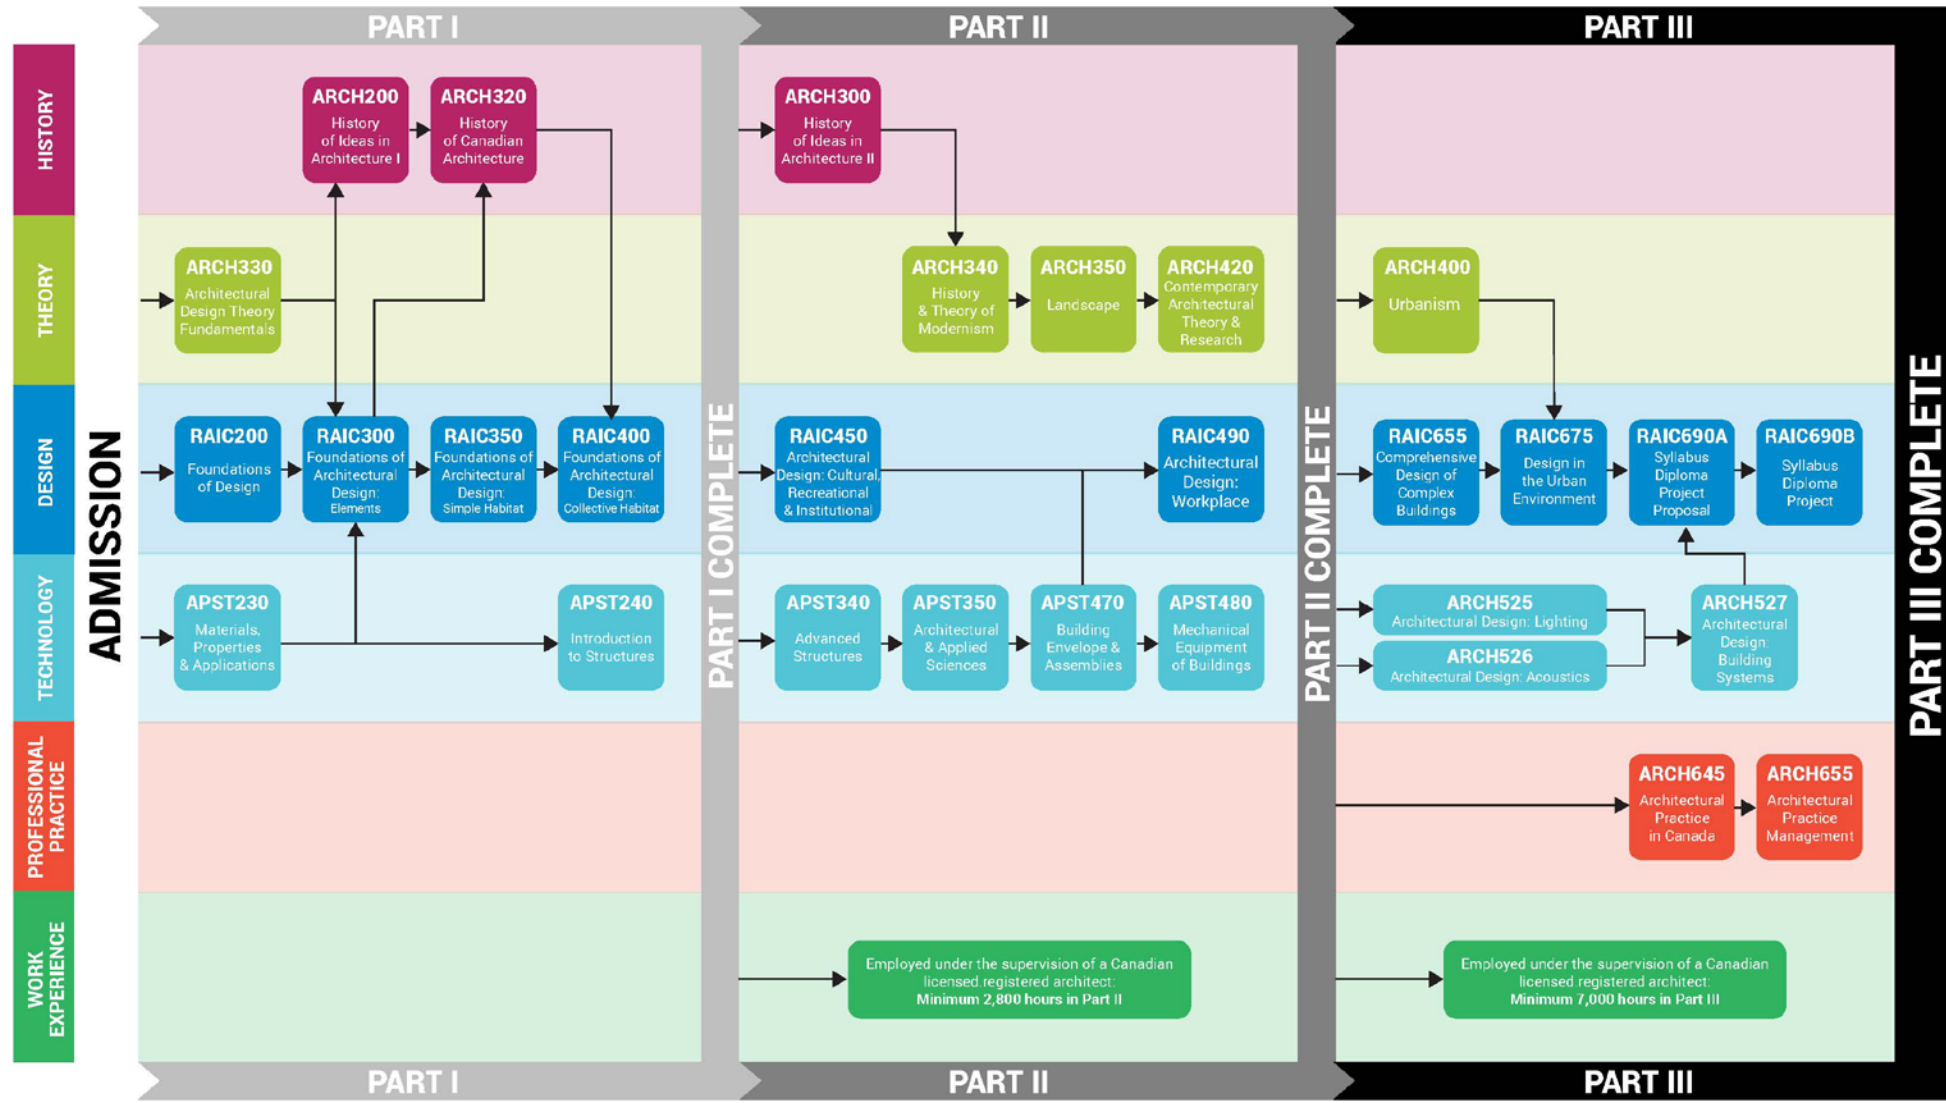 PART I
PART II
PART III
HISTORY
ARCH200
History
of Ideas in
Architecture I
ARCH320
History
of Canadian
Architecture
ARCH300
History
of Ideas in
Architecture II
THEORY
ARCH330
Architectural
Design Theory
Fundamentals
ARCH340
History
& Theory of
Modernism
ARCH350
Landscape
ARCH420
Contemporary
Architectural
Theory &
Research
ARCH400
Urbanism
DESIGN
RAIC200
Foundations
of Design
RAIC300
Foundations of
Architectural
Design:
Elements
RAIC350
Foundations of
Architectural
Design:
Simple Habitat
RAIC400
Foundations of
Architectural
Design:
Collective Habitat
RAIC450
Architectural
Design: Cultural,
Recreational
& Institutional
RAIC490
Architectural
Design:
Workplace
RAIC655
Comprehensive
Design of
Complex
Buildings
RAIC675
Design in
the Urban
Environment
RAIC690A
Syllabus
Diploma
Project
Proposal
RAIC690B
Syllabus
Diploma
Project
ADMISSION
PART I COMPLETE
PART II COMPLETE
PART III COMPLETE
TECHNOLOGY
APST230
Materials,
Properties
& Applications
APST240
Introduction
to Structures
APST340
Advanced
Structures
APST350
Architectural
& Applied
Sciences
APST470
Building
Envelope &
Assemblies
APST480
Mechanical
Equipment
of Buildings
ARCH525
Architectural Design: Lighting
ARCH526
Architectural Design: Acoustics
ARCH527
Architectural
Design:
Building
Systems
PROFESSIONAL
PRACTICE
ARCH645
Architectural
Practice
in Canada
ARCH655
Architectural
Practice
Management
WORK
EXPERIENCE
Employed under the supervision of a Canadian
licensed.registered architect:
Minimum 2,800 hours in Part II
Employed under the supervision of a Canadian
licensed registered architect:
Minimum 7,000 hours in Part III
PART I
PART II
PART III